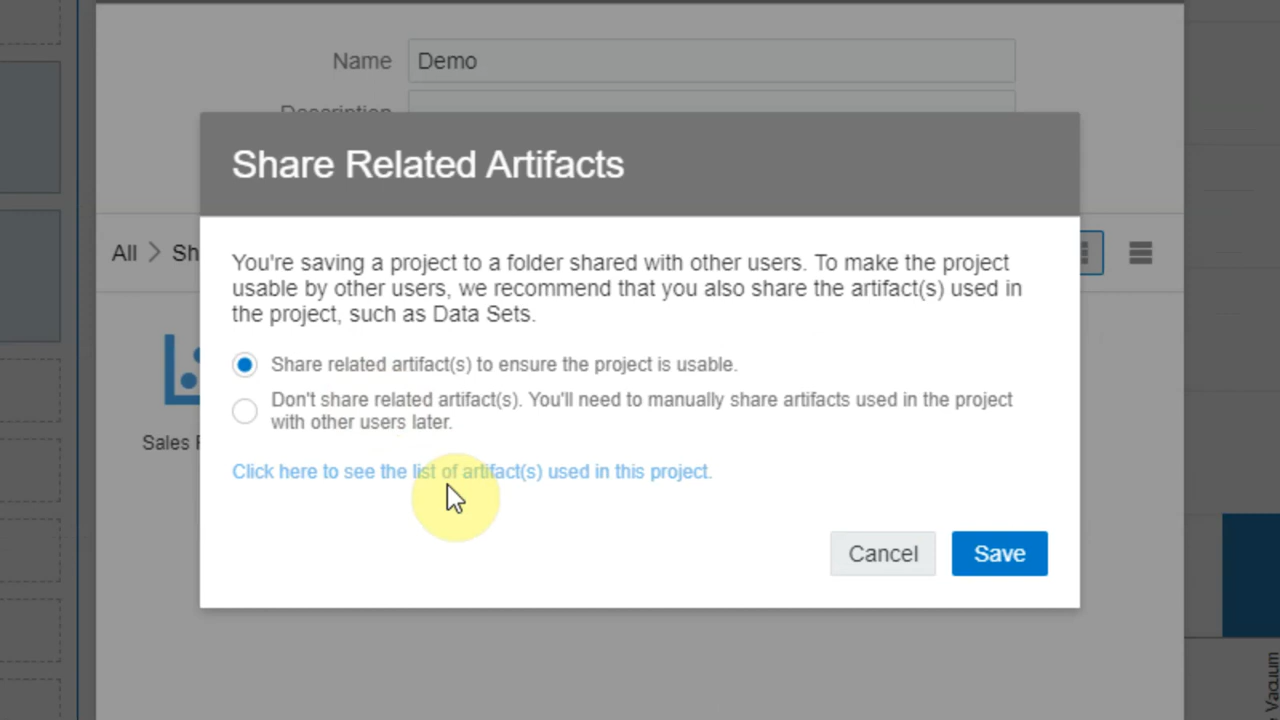 Name
Demo
Description
Share Related Artifacts
All
Sh
You're saving a project to a folder shared with other users. To make the project
usable by other users, we recommend that you also share the artifact(s) used in
the project, such as Data Sets.
Share related artifact(s) to ensure the project is usable.
Don't share related artifact(s). You'll need to manually share artifacts used in the project
with other users later.
Sales
Click here to see the list of artifact(s) used in this project.
Cancel
Save
Vacuum